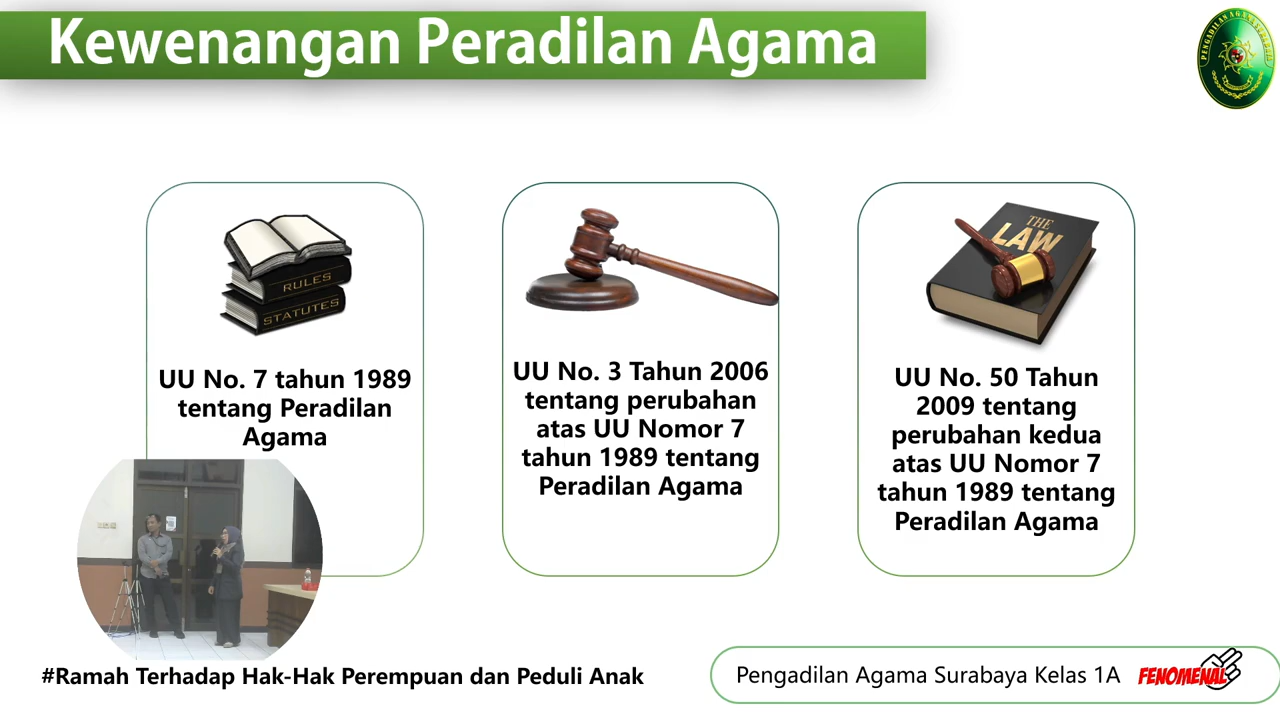 Kewenangan Peradilan Agama
PENGADILAN AGAMA SURABAYA
RULES
STATUTES
UU No. 7 tahun 1989
tentang Peradilan
Agama
UU No. 3 Tahun 2006
tentang perubahan
atas UU Nomor 7
tahun 1989 tentang
Peradilan Agama
THE
LAW
UU No. 50 Tahun
2009 tentang
perubahan kedua
atas UU Nomor 7
tahun 1989 tentang
Peradilan Agama
#Ramah Terhadap Hak-Hak Perempuan dan Peduli Anak
Pengadilan Agama Surabaya Kelas 1A
FENOMENAL